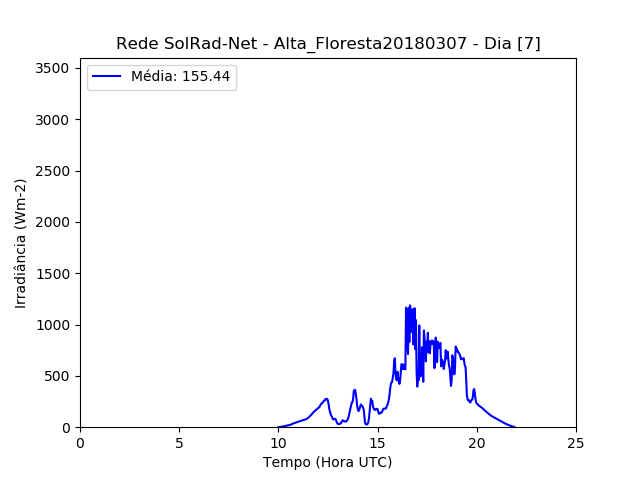 Rede SolRad-Net - Alta_Floresta20180307 - Dia [7]
Média: 155.44
3500
3000
2500
2000
1500
1000
500
0
Irradiância (Wm-2)
0 5 10 15 20 25
Tempo (Hora UTC)